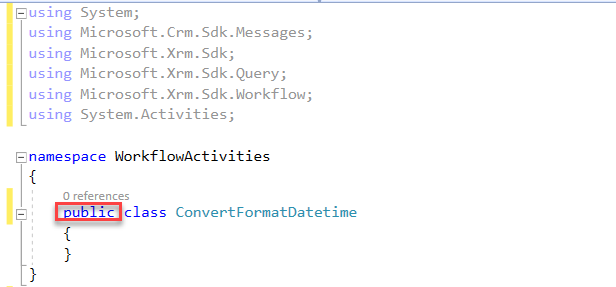 using System;
using Microsoft.Crm.Sdk.Messages;
using Microsoft.Xrm.Sdk;
using Microsoft.Xrm.Sdk.Query;
using Microsoft.Xrm.Sdk.Workflow;
using System.Activities;
namespace WorkflowActivities
{
0 references
public class ConvertFormatDatetime
{
}
}